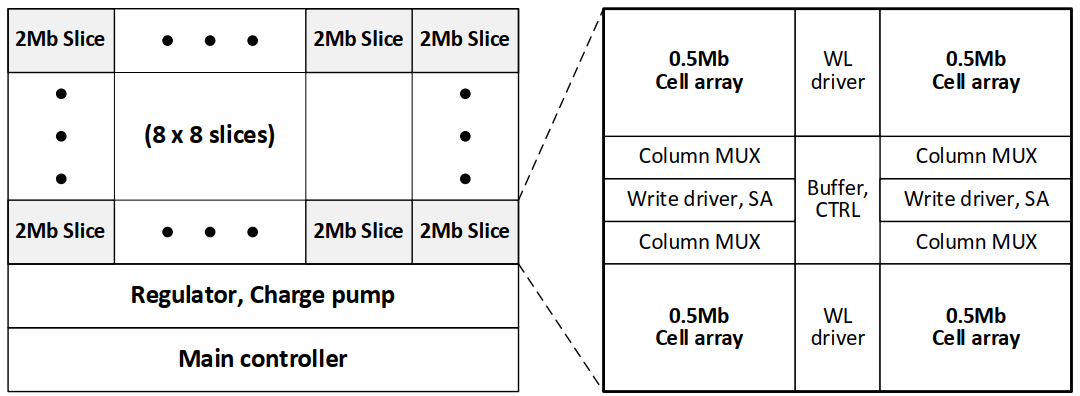 2Mb Slice
2Mb Slice
2Mb Slice
(8 x 8 slices)
2Mb Slice
2Mb Slice
2Mb Slice
Regulator, Charge pump
Main controller
0.5Mb
Cell array
WL
driver
0.5Mb
Cell array
Column MUX
Write driver, SA
Column MUX
Buffer,
CTRL
Column MUX
Write driver, SA
Column MUX
0.5Mb
Cell array
WL
driver
0.5Mb
Cell array